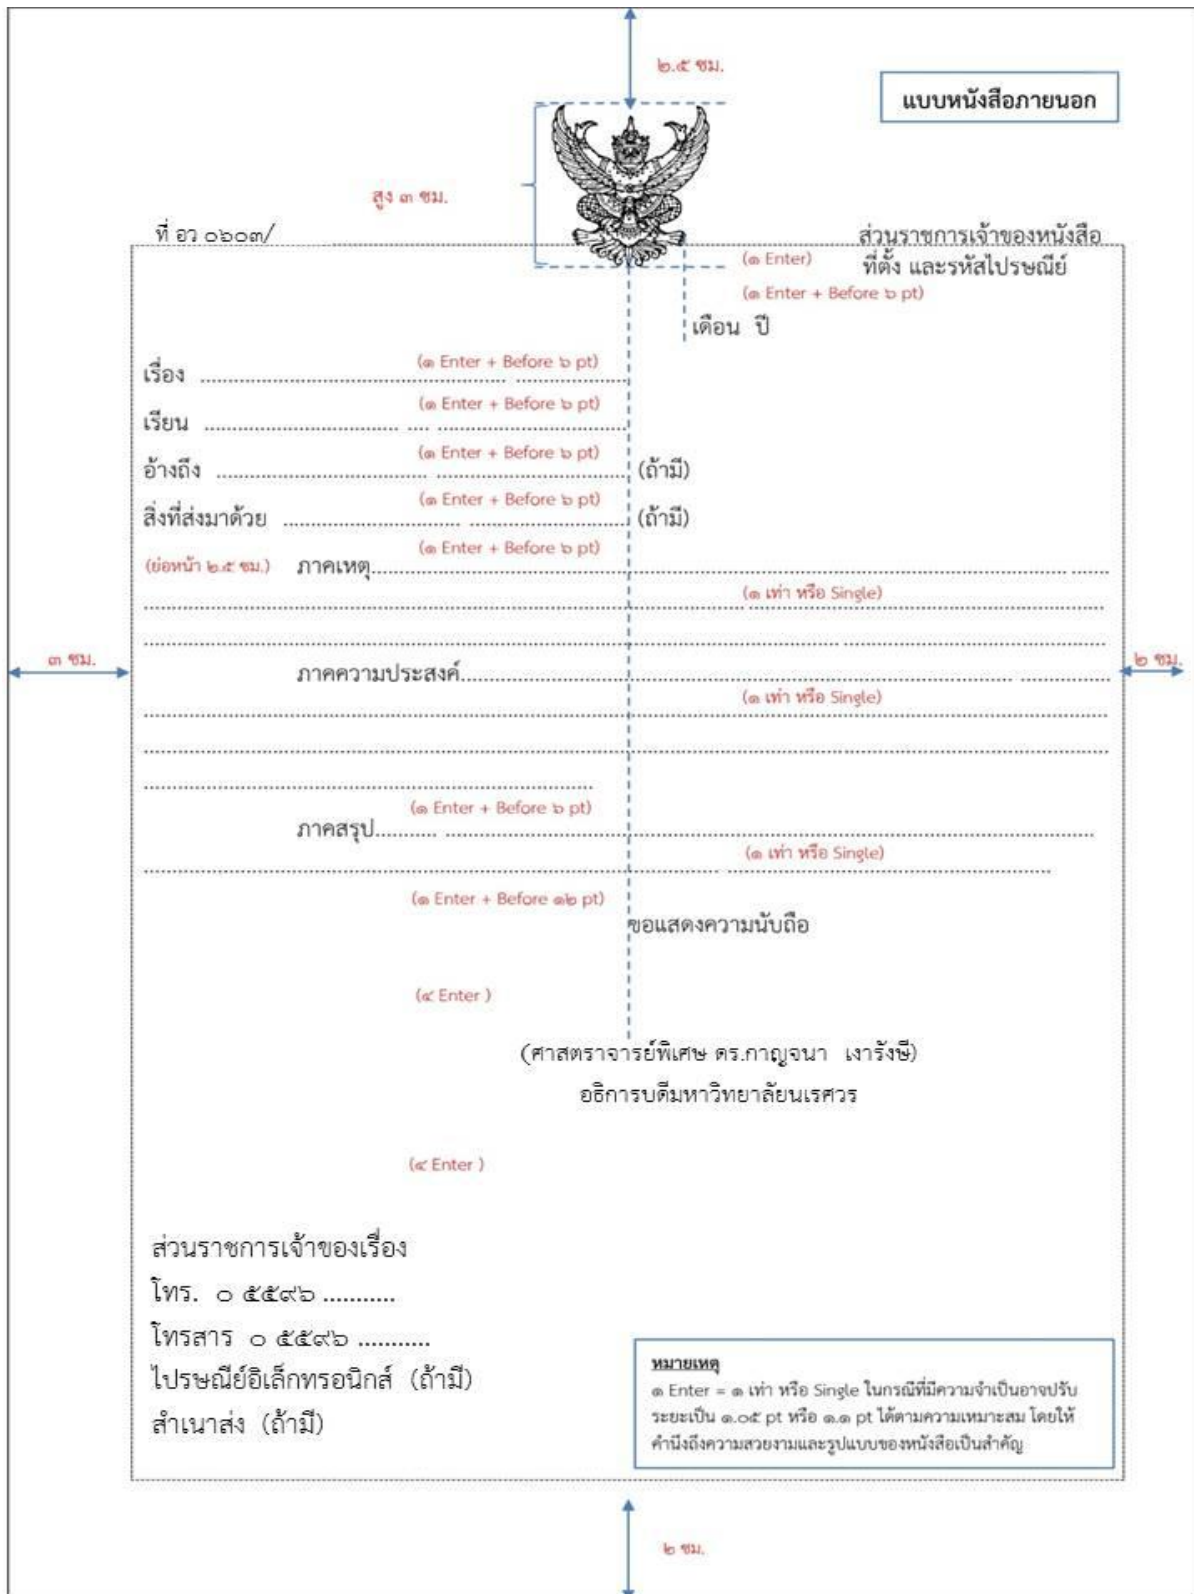 ๒.๕ ซม.
แบบหนังสือภายนอก
สูง ๓ ซม.
ที่ อว ๐๖๐๓/
ส่วนราชการเจ้าของหนังสือ
(๑ Enter)
ที่ตั้ง และรหัสไปรษณีย์
(๑ Enter + Before ๖ pt)
เดือน ปี
(๑ Enter + Before ๖ pt)
เรื่อง ................................................................
(๑ Enter + Before ๖ pt)
เรียน ................................................................
(๑ Enter + Before ๖ pt)
อ้างถึง ................................................................ (ถ้ามี)
(๑ Enter + Before ๖ pt)
สิ่งที่ส่งมาด้วย ................................................................ (ถ้ามี)
(๑ Enter + Before ๖ pt)
(ย่อหน้า ๒.๕ ซม.) ภาคเหตุ................................................................
(๑ เท่า หรือ Single)
๓ ซม.
๒ ซม.
ภาคความประสงค์................................................................
(๑ เท่า หรือ Single)
(๑ Enter + Before ๖ pt)
ภาคสรุป................................................................
(๑ เท่า หรือ Single)
(๑ Enter + Before ๑๒ pt)
ขอแสดงความนับถือ
(๔ Enter )
(ศาสตราจารย์พิเศษ ดร.กาญจนา เงารังษี)
อธิการบดีมหาวิทยาลัยนเรศวร
(๔ Enter )
ส่วนราชการเจ้าของเรื่อง
โทร. ๐ ๕๕๙๖ ...........
โทรสาร ๐ ๕๕๙๖ ...........
ไปรษณีย์อิเล็กทรอนิกส์ (ถ้ามี)
สำเนาส่ง (ถ้ามี)
หมายเหตุ
๑ Enter = ๑ เท่า หรือ Single ในกรณีที่มีความจำเป็นอาจปรับ
ระยะเป็น ๑.๐๕ pt หรือ ๑.๑ pt ได้ตามความเหมาะสม โดยให้
คำนึงถึงความสวยงามและรูปแบบของหนังสือเป็นสำคัญ
๒ ซม.